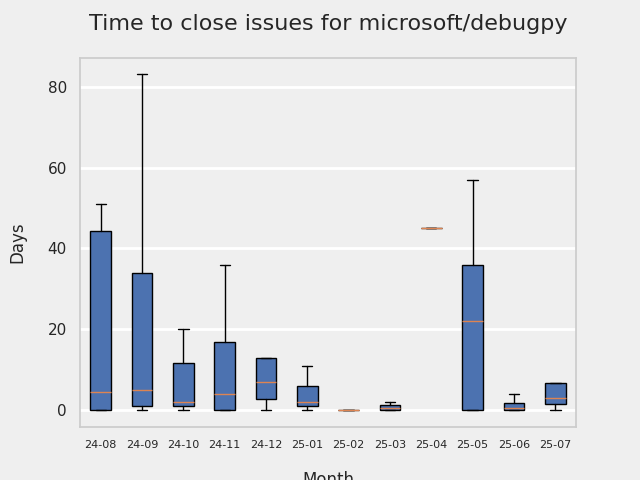 Time to close issues for microsoft/debugpy
Days
80
60
40
20
0
24-08 24-09 24-10 24-11 24-12 25-01 25-02 25-03 25-04 25-05 25-06 25-07
Month